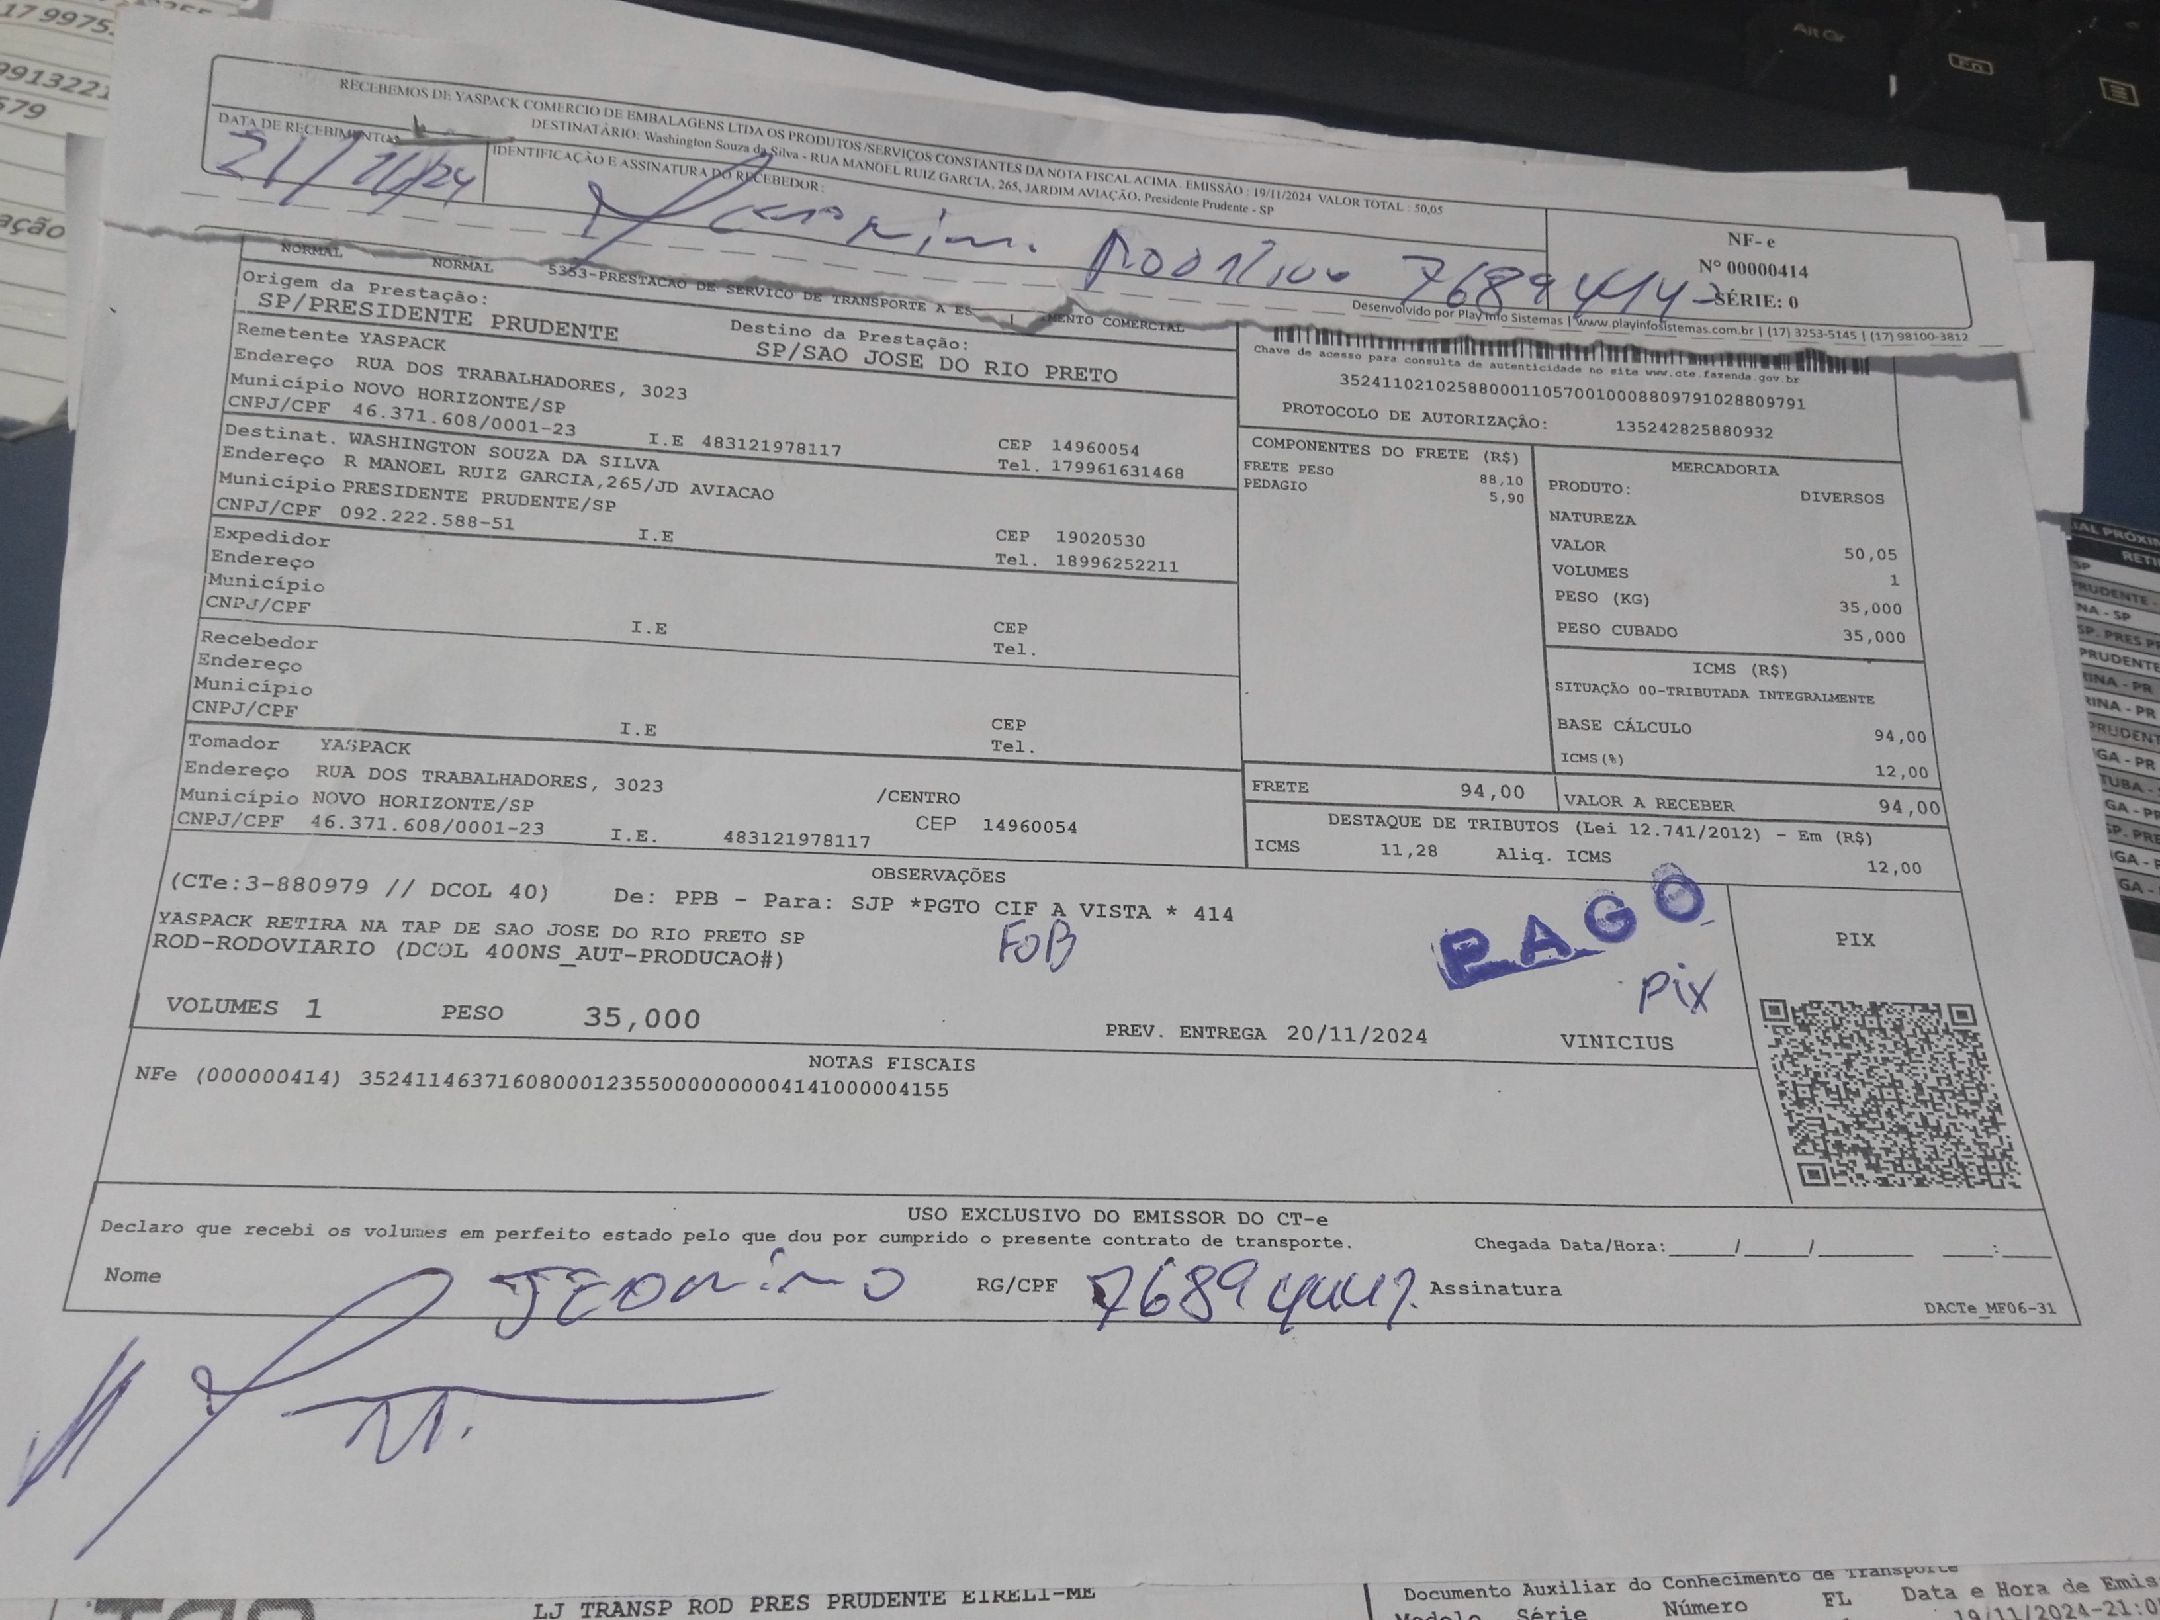 RECEBEMOS DE YASPACK COMERCIO DE EMBALAGENS LTDA OS PRODUTOS/SERVIÇOS CONSTANTES DA NOTA FISCAL ACIMA. EMISSÃO : 19/11/2024 VALOR TOTAL : 50,05
DESTINATÁRIO: Washington Souza da Silva - RUA MANOEL RUIZ GARCIA, 265, JARDIM AVIAÇÃO, Presidente Prudente - SP
DATA DE RECEBIMENTO
IDENTIFICAÇÃO E ASSINATURA DO RECEBEDOR:
21/11/24
NF-e
Nº 00000414
SÉRIE: 0
Desenvolvido por Play Info Sistemas | www.playinfosistemas.com.br | (17) 3253-5145 | (17) 98100-3812
NORMAL NORMAL 5353-PRESTACAO DE SERVICO DE TRANSPORTE A ES MENTO COMERCIAL
Origem da Prestação:
SP/PRESIDENTE PRUDENTE
Destino da Prestação:
SP/SAO JOSE DO RIO PRETO
Chave de acesso para consulta de autenticidade no site www.cte.fazenda.gov.br
35241102102588000110570010008809791028809791
PROTOCOLO DE AUTORIZAÇÃO: 135242825880932
Remetente YASPACK
Endereço RUA DOS TRABALHADORES, 3023
Município NOVO HORIZONTE/SP
CNPJ/CPF 46.371.608/0001-23 I.E 483121978117
CEP 14960054
Tel. 179961631468
Destinat. WASHINGTON SOUZA DA SILVA
Endereço R MANOEL RUIZ GARCIA,265/JD AVIACAO
Município PRESIDENTE PRUDENTE/SP
CNPJ/CPF 092.222.588-51 I.E
CEP 19020530
Tel. 18996252211
Expedidor
Endereço
Município
CNPJ/CPF
I.E
CEP
Tel.
Recebedor
Endereço
Município
CNPJ/CPF
I.E
CEP
Tel.
Tomador YASPACK
Endereço RUA DOS TRABALHADORES, 3023 /CENTRO
Município NOVO HORIZONTE/SP CEP 14960054
CNPJ/CPF 46.371.608/0001-23 I.E. 483121978117
COMPONENTES DO FRETE (R$)
FRETE PESO 88,10
PEDAGIO 5,90
MERCADORIA
PRODUTO: DIVERSOS
NATUREZA
VALOR 50,05
VOLUMES 1
PESO (KG) 35,000
PESO CUBADO 35,000
ICMS (R$)
SITUAÇÃO 00-TRIBUTADA INTEGRALMENTE
BASE CÁLCULO 94,00
ICMS(%) 12,00
FRETE 94,00
VALOR A RECEBER 94,00
DESTAQUE DE TRIBUTOS (Lei 12.741/2012) - Em (R$)
ICMS 11,28 Aliq. ICMS 12,00
OBSERVAÇÕES
(CTe:3-880979 // DCOL 40) De: PPB - Para: SJP *PGTO CIF A VISTA * 414
YASPACK RETIRA NA TAP DE SAO JOSE DO RIO PRETO SP
FOB
ROD-RODOVIARIO (DCOL 400NS_AUT-PRODUCAO#)
PAGO
PIX
PIX
VOLUMES 1 PESO 35,000
PREV. ENTREGA 20/11/2024 VINICIUS
NOTAS FISCAIS
NFe (000000414) 35241146371608000123550000000004141000004155
USO EXCLUSIVO DO EMISSOR DO CT-e
Declaro que recebi os volumes em perfeito estado pelo que dou por cumprido o presente contrato de transporte.
Chegada Data/Hora:____/____/______ ___:___
Nome
RG/CPF
Assinatura
DACTe_MF06-31
LJ TRANSP ROD PRES PRUDENTE EIRELI-ME
Documento Auxiliar do Conhecimento de Transporte
Modelo Série Número FL Data e Hora de Emis
19/11/2024-21:0